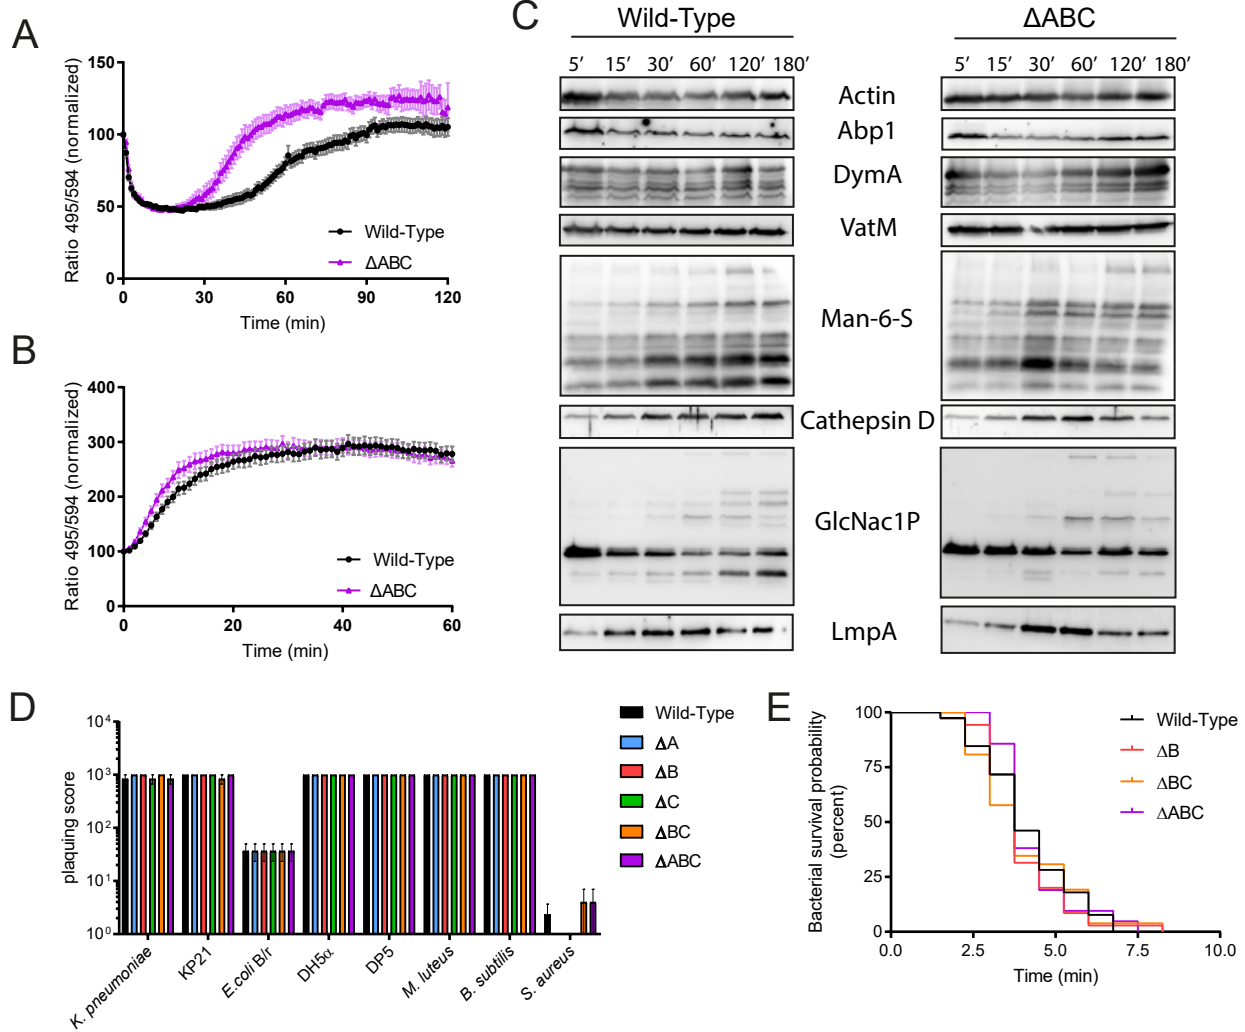 A
Ratio 495/594 (normalized)
150
100
50
0
0 30 60 90 120
Time (min)
Wild-Type
ΔABC
B
Ratio 495/594 (normalized)
400
300
200
100
0
0 20 40 60
Time (min)
Wild-Type
ΔABC
C
Wild-Type
ΔABC
5′ 15′ 30′ 60′ 120′ 180′
5′ 15′ 30′ 60′ 120′ 180′
Actin
Abp1
DymA
VatM
Man-6-S
Cathepsin D
GlcNac1P
LmpA
D
plaquing score
10⁴
10³
10²
10¹
10⁰
K. pneumoniae
KP21
E.coli B/r
DH5α
DP5
M. luteus
B. subtilis
S. aureus
Wild-Type
ΔA
ΔB
ΔC
ΔBC
ΔABC
E
Bacterial survival probability
(percent)
100
75
50
25
0
0.0 2.5 5.0 7.5 10.0
Time (min)
Wild-Type
ΔB
ΔBC
ΔABC